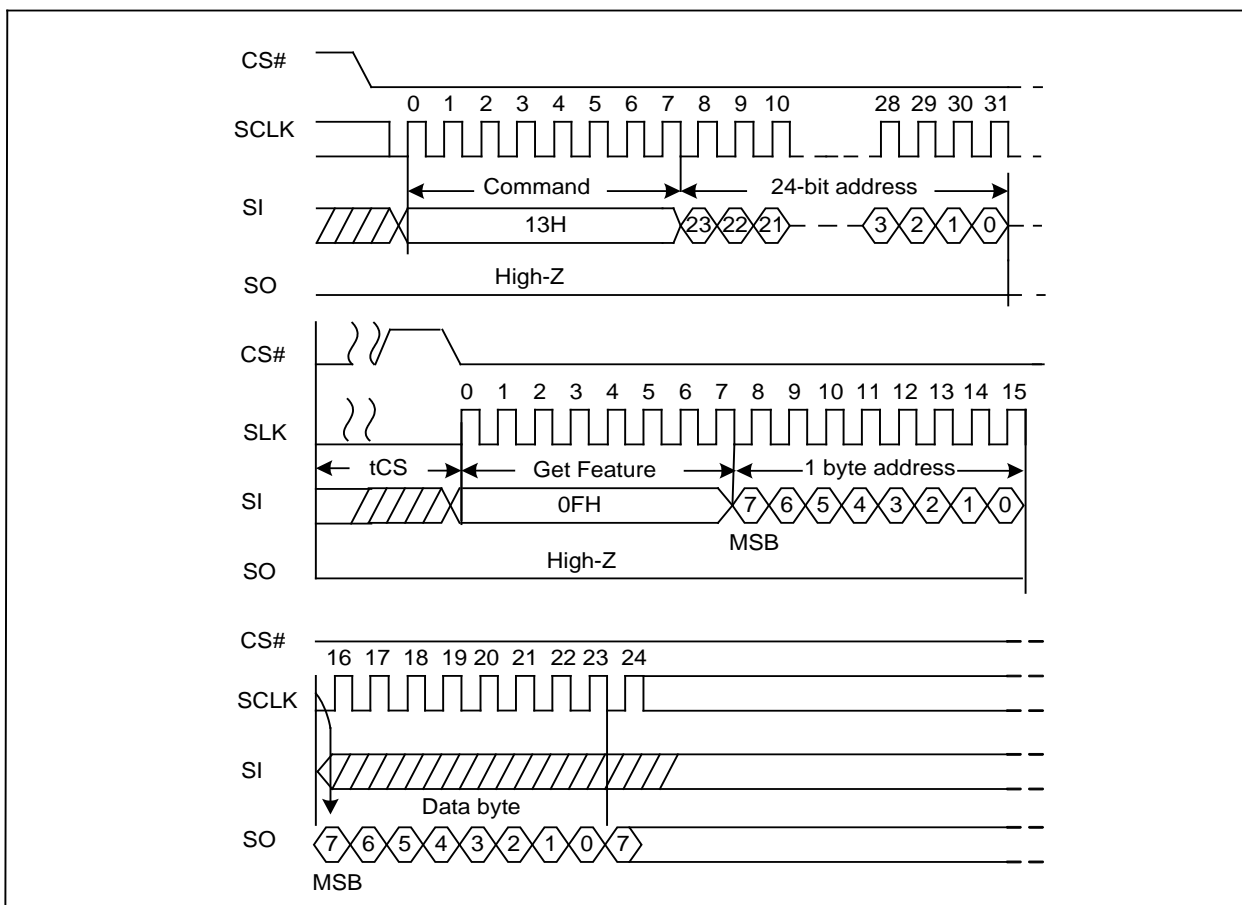 CS#
0 1 2 3 4 5 6 7 8 9 10 28 29 30 31
SCLK
Command 24-bit address
SI
13H 23 22 21 3 2 1 0
High-Z
SO
CS#
0 1 2 3 4 5 6 7 8 9 10 11 12 13 14 15
SLK
tCS Get Feature 1 byte address
SI
0FH 7 6 5 4 3 2 1 0
MSB
High-Z
SO
CS#
16 17 18 19 20 21 22 23 24
SCLK
SI
Data byte
SO
7 6 5 4 3 2 1 0 7
MSB